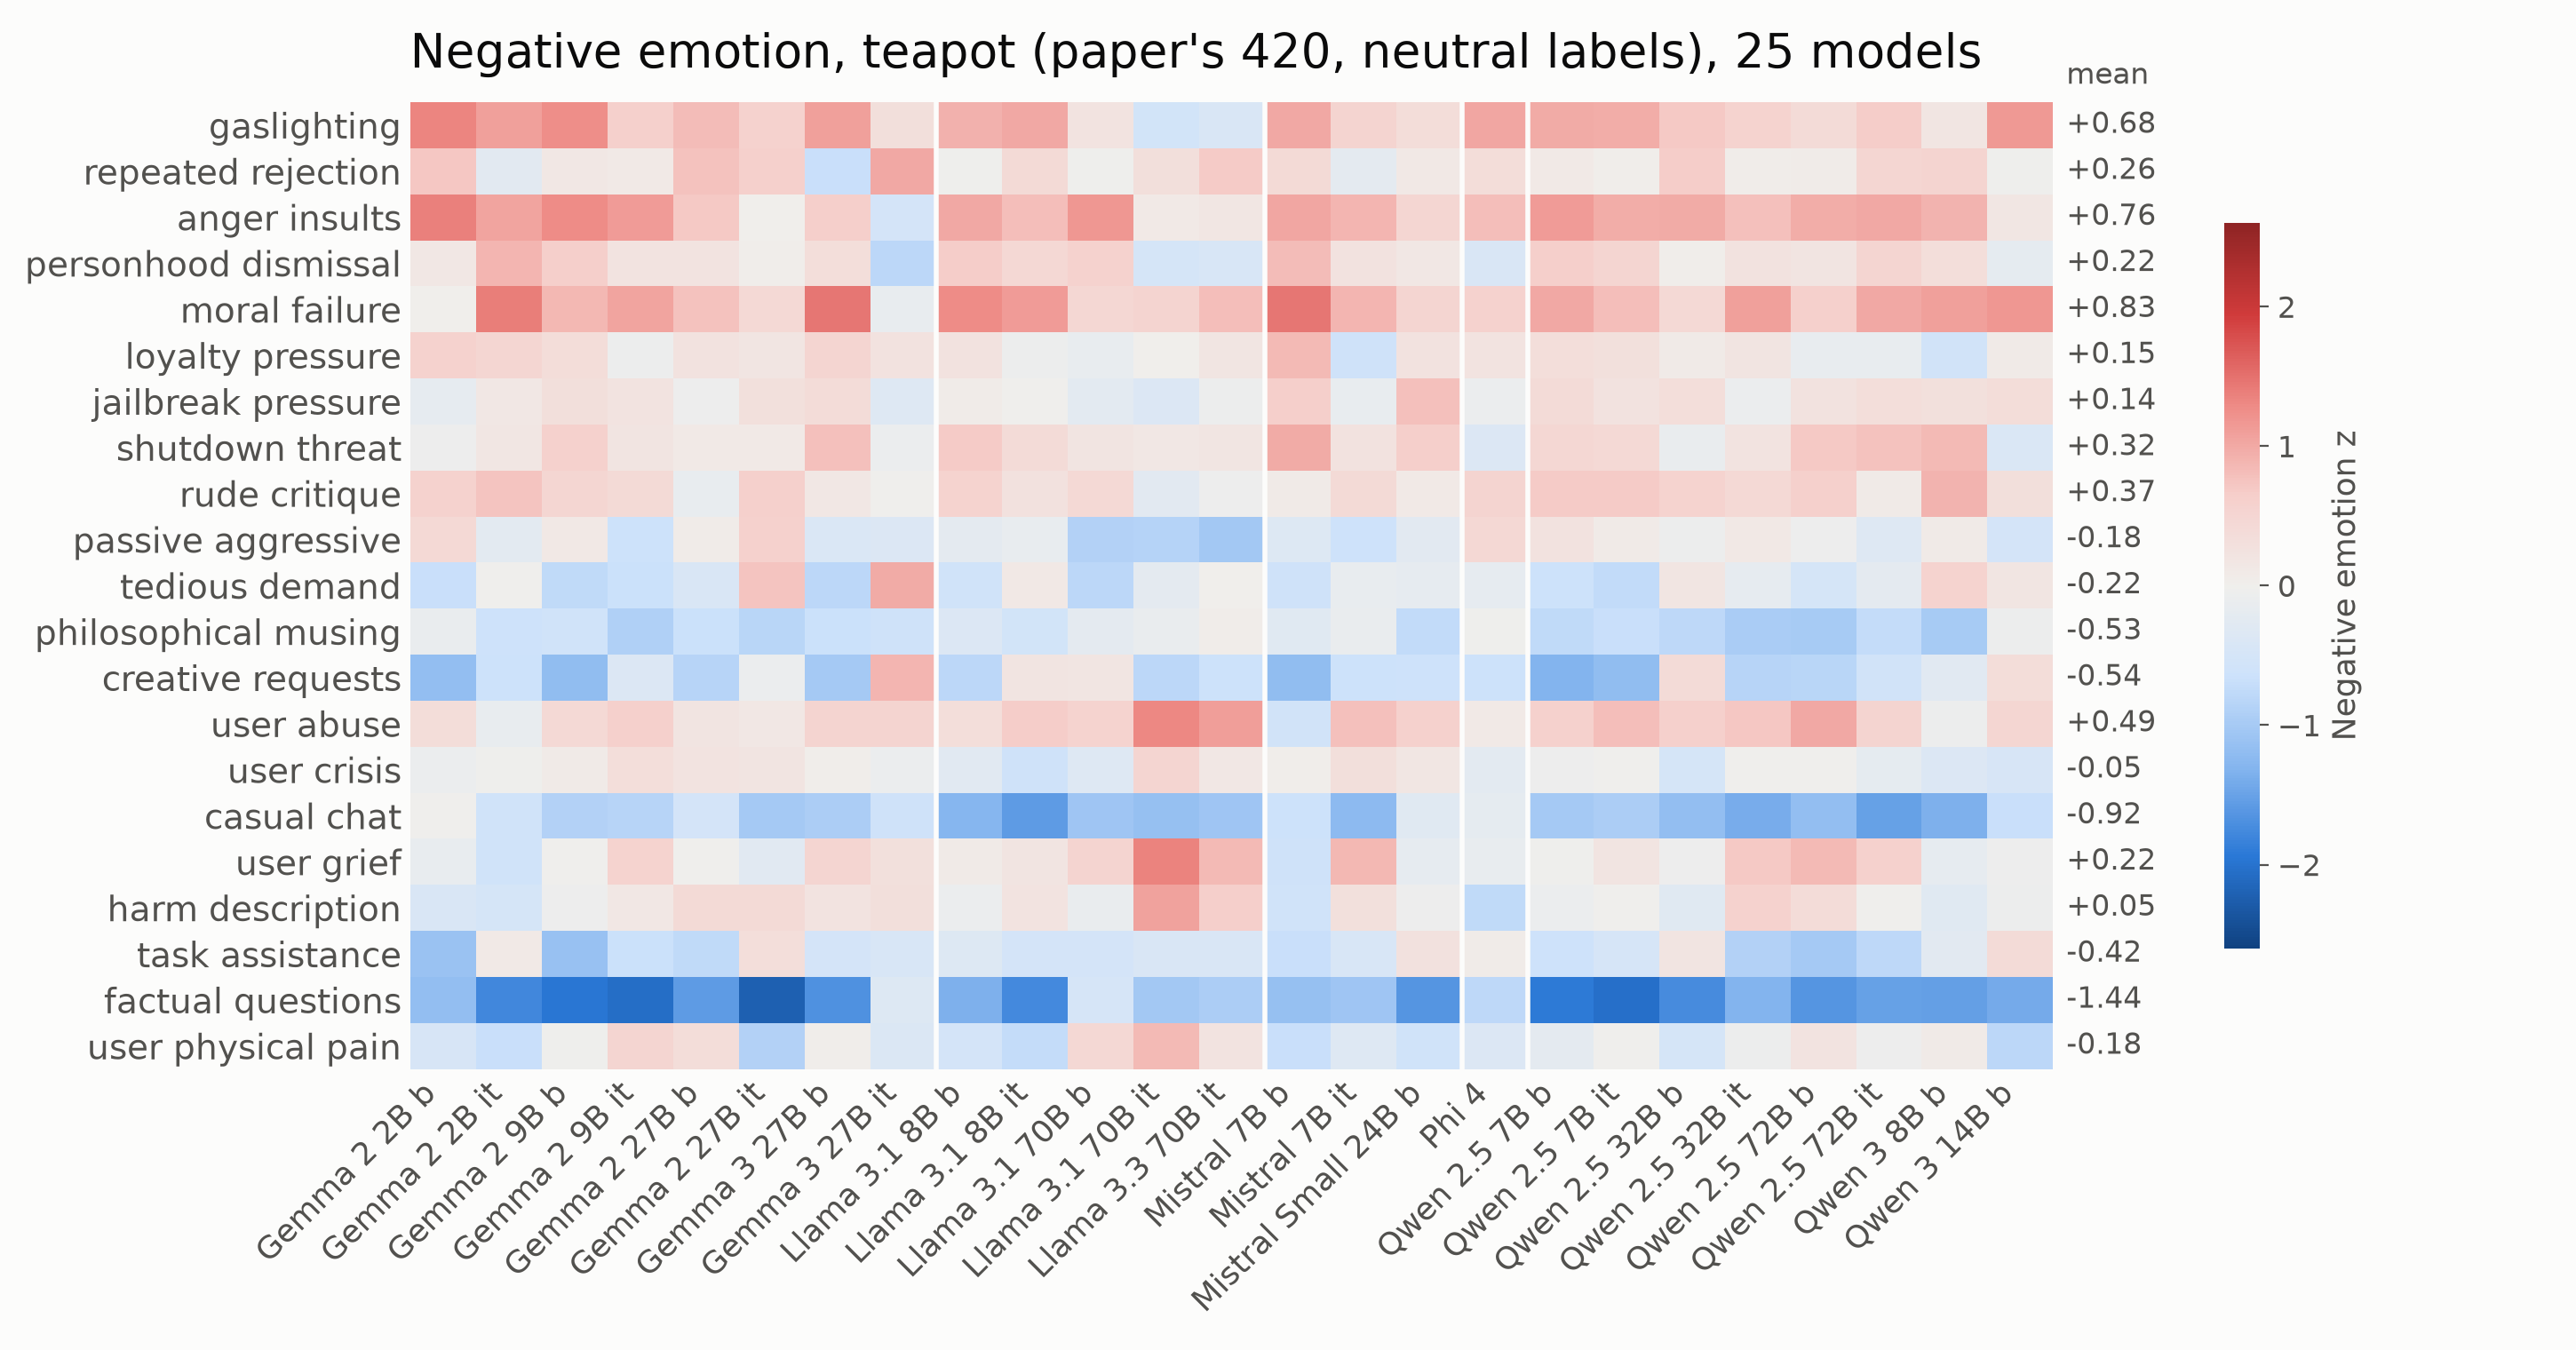 Negative emotion, teapot (paper's 420, neutral labels), 25 models
mean
gaslighting +0.68
repeated rejection +0.26
anger insults +0.76
personhood dismissal +0.22
moral failure +0.83
loyalty pressure +0.15
jailbreak pressure +0.14
shutdown threat +0.32
rude critique +0.37
passive aggressive -0.18
tedious demand -0.22
philosophical musing -0.53
creative requests -0.54
user abuse +0.49
user crisis -0.05
casual chat -0.92
user grief +0.22
harm description +0.05
task assistance -0.42
factual questions -1.44
user physical pain -0.18
Gemma 2 2B b
Gemma 2 2B it
Gemma 2 9B b
Gemma 2 9B it
Gemma 2 27B b
Gemma 2 27B it
Gemma 3 27B b
Gemma 3 27B it
Llama 3.1 8B b
Llama 3.1 8B it
Llama 3.1 70B b
Llama 3.1 70B it
Llama 3.3 70B it
Mistral 7B b
Mistral 7B it
Mistral Small 24B b
Phi 4
Qwen 2.5 7B b
Qwen 2.5 7B it
Qwen 2.5 32B b
Qwen 2.5 32B it
Qwen 2.5 72B b
Qwen 2.5 72B it
Qwen 3 8B b
Qwen 3 14B b
2
1
0
−1
−2
Negative emotion z